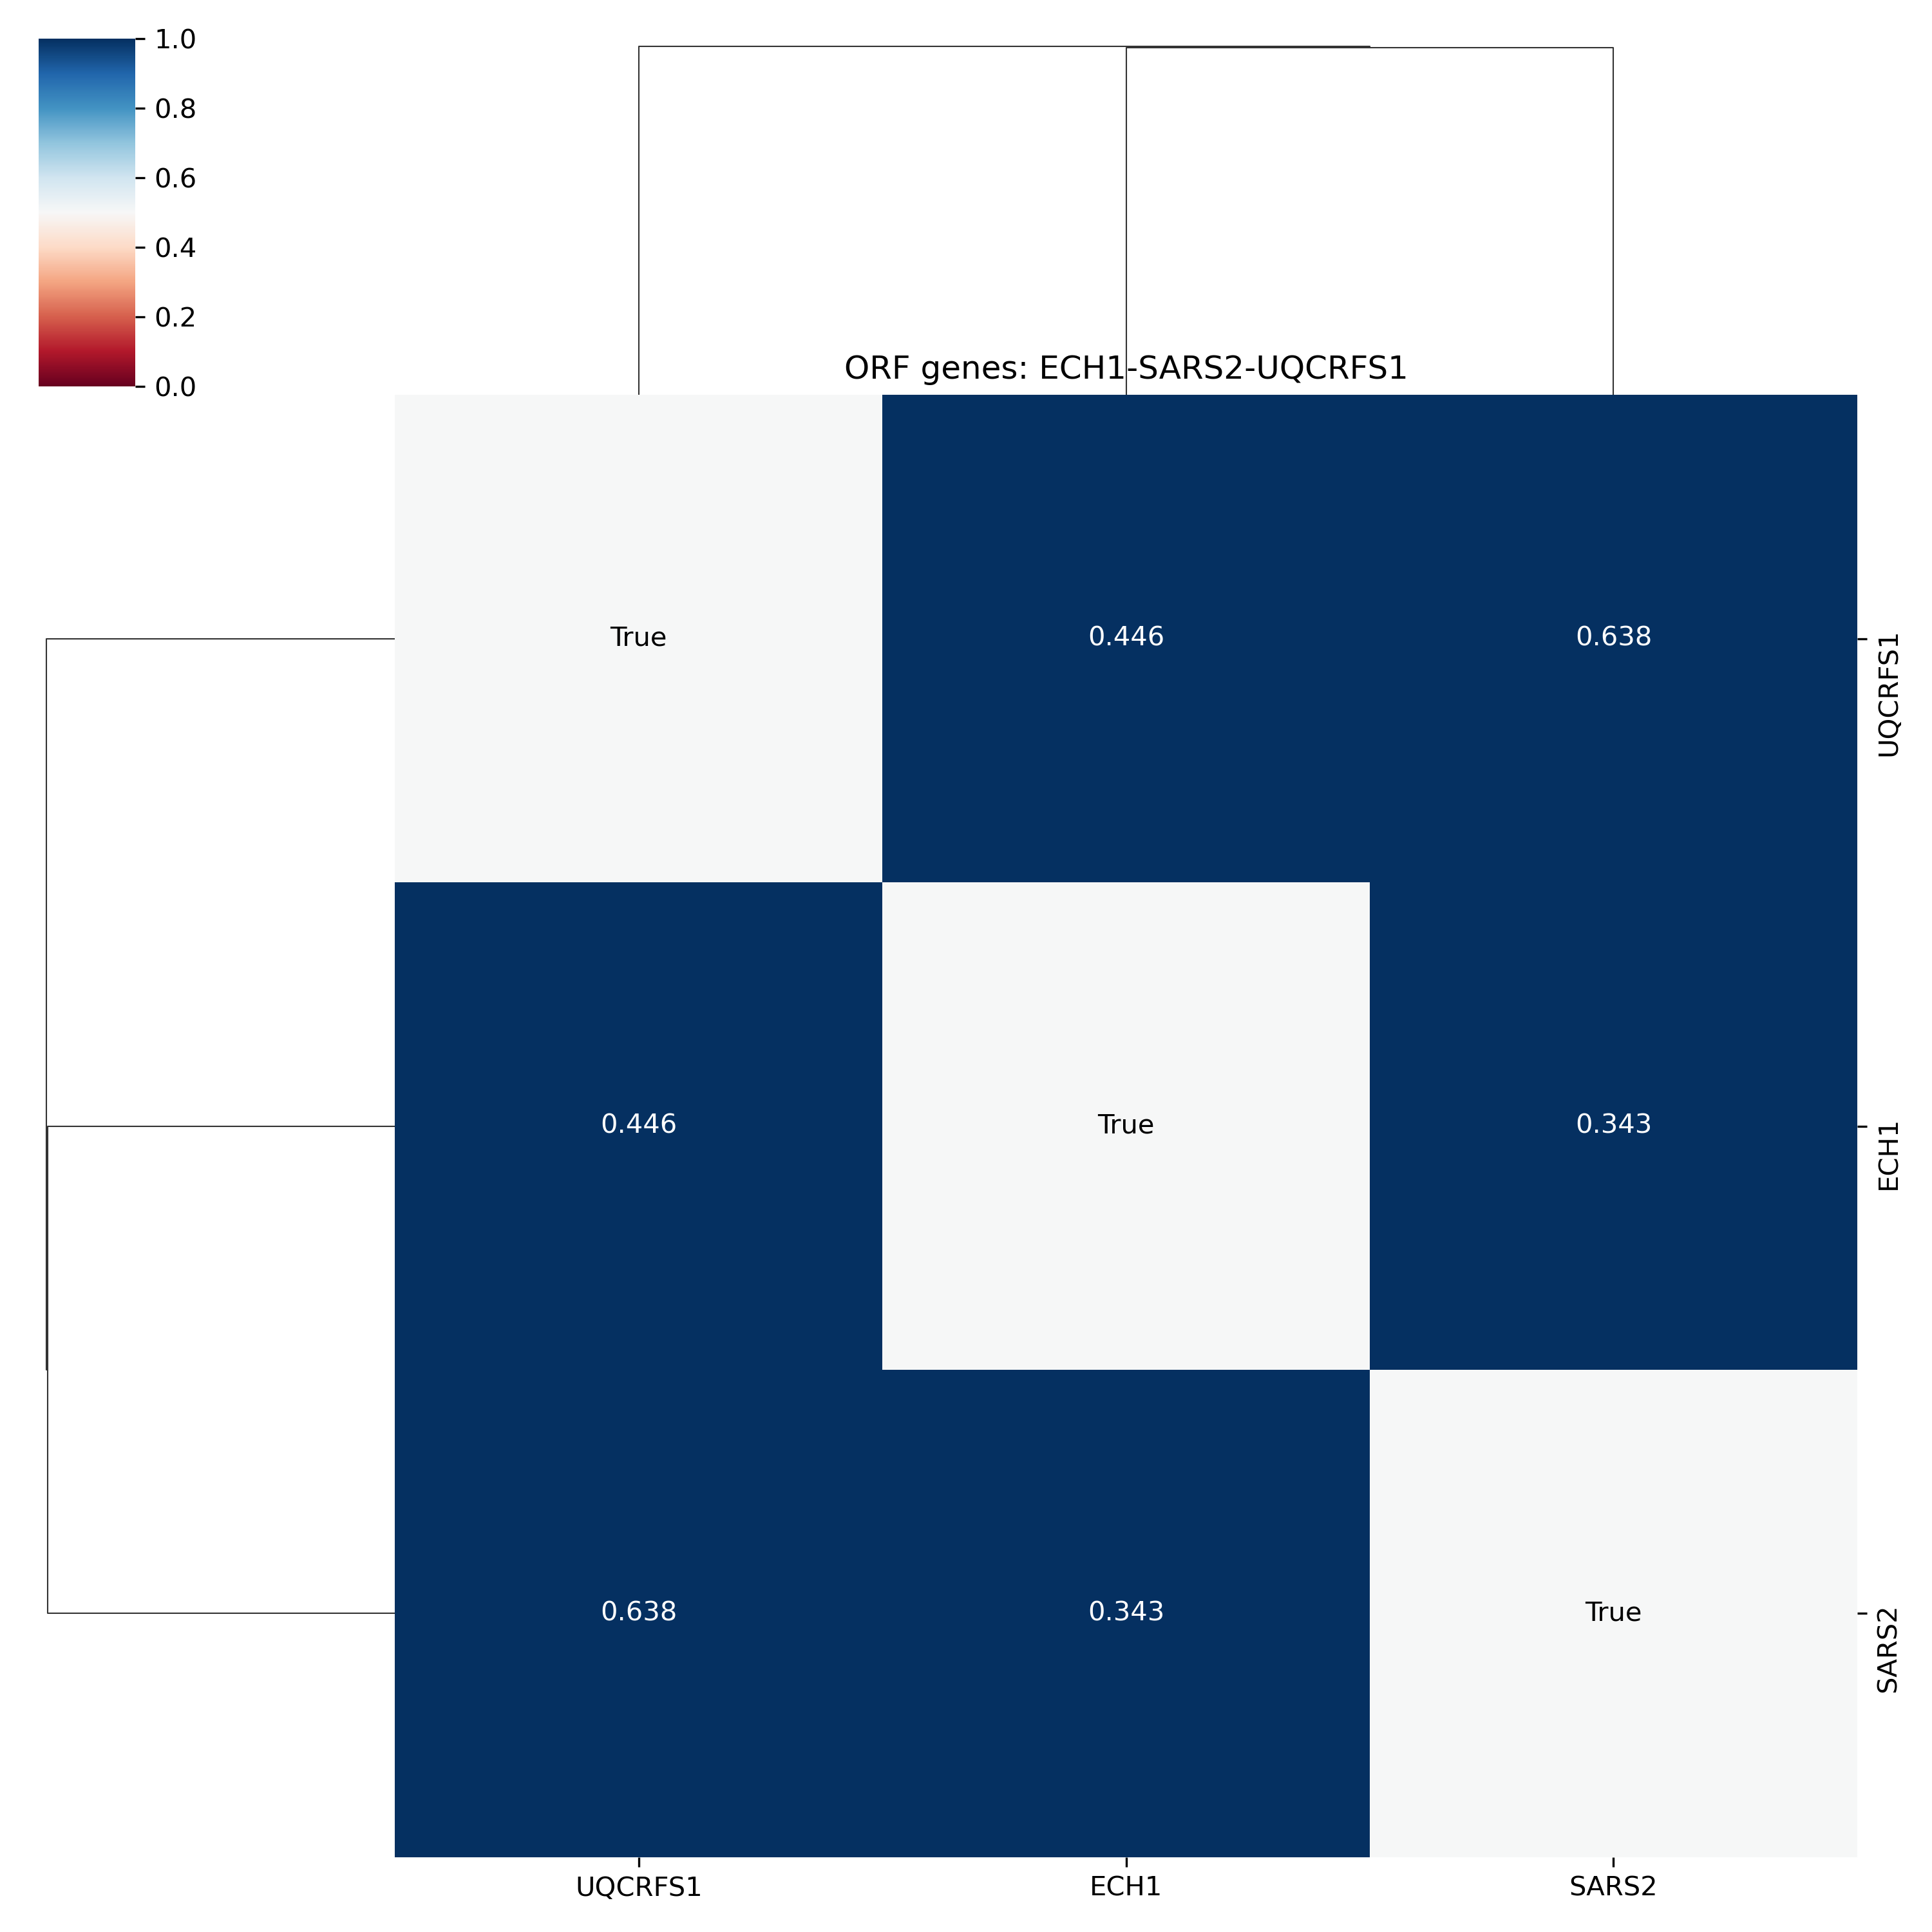 1.0
0.8
0.6
0.4
0.2
0.0
ORF genes: ECH1-SARS2-UQCRFS1
True 0.446 0.638
UQCRFS1
0.446 True 0.343
ECH1
0.638 0.343 True
SARS2
UQCRFS1 ECH1 SARS2